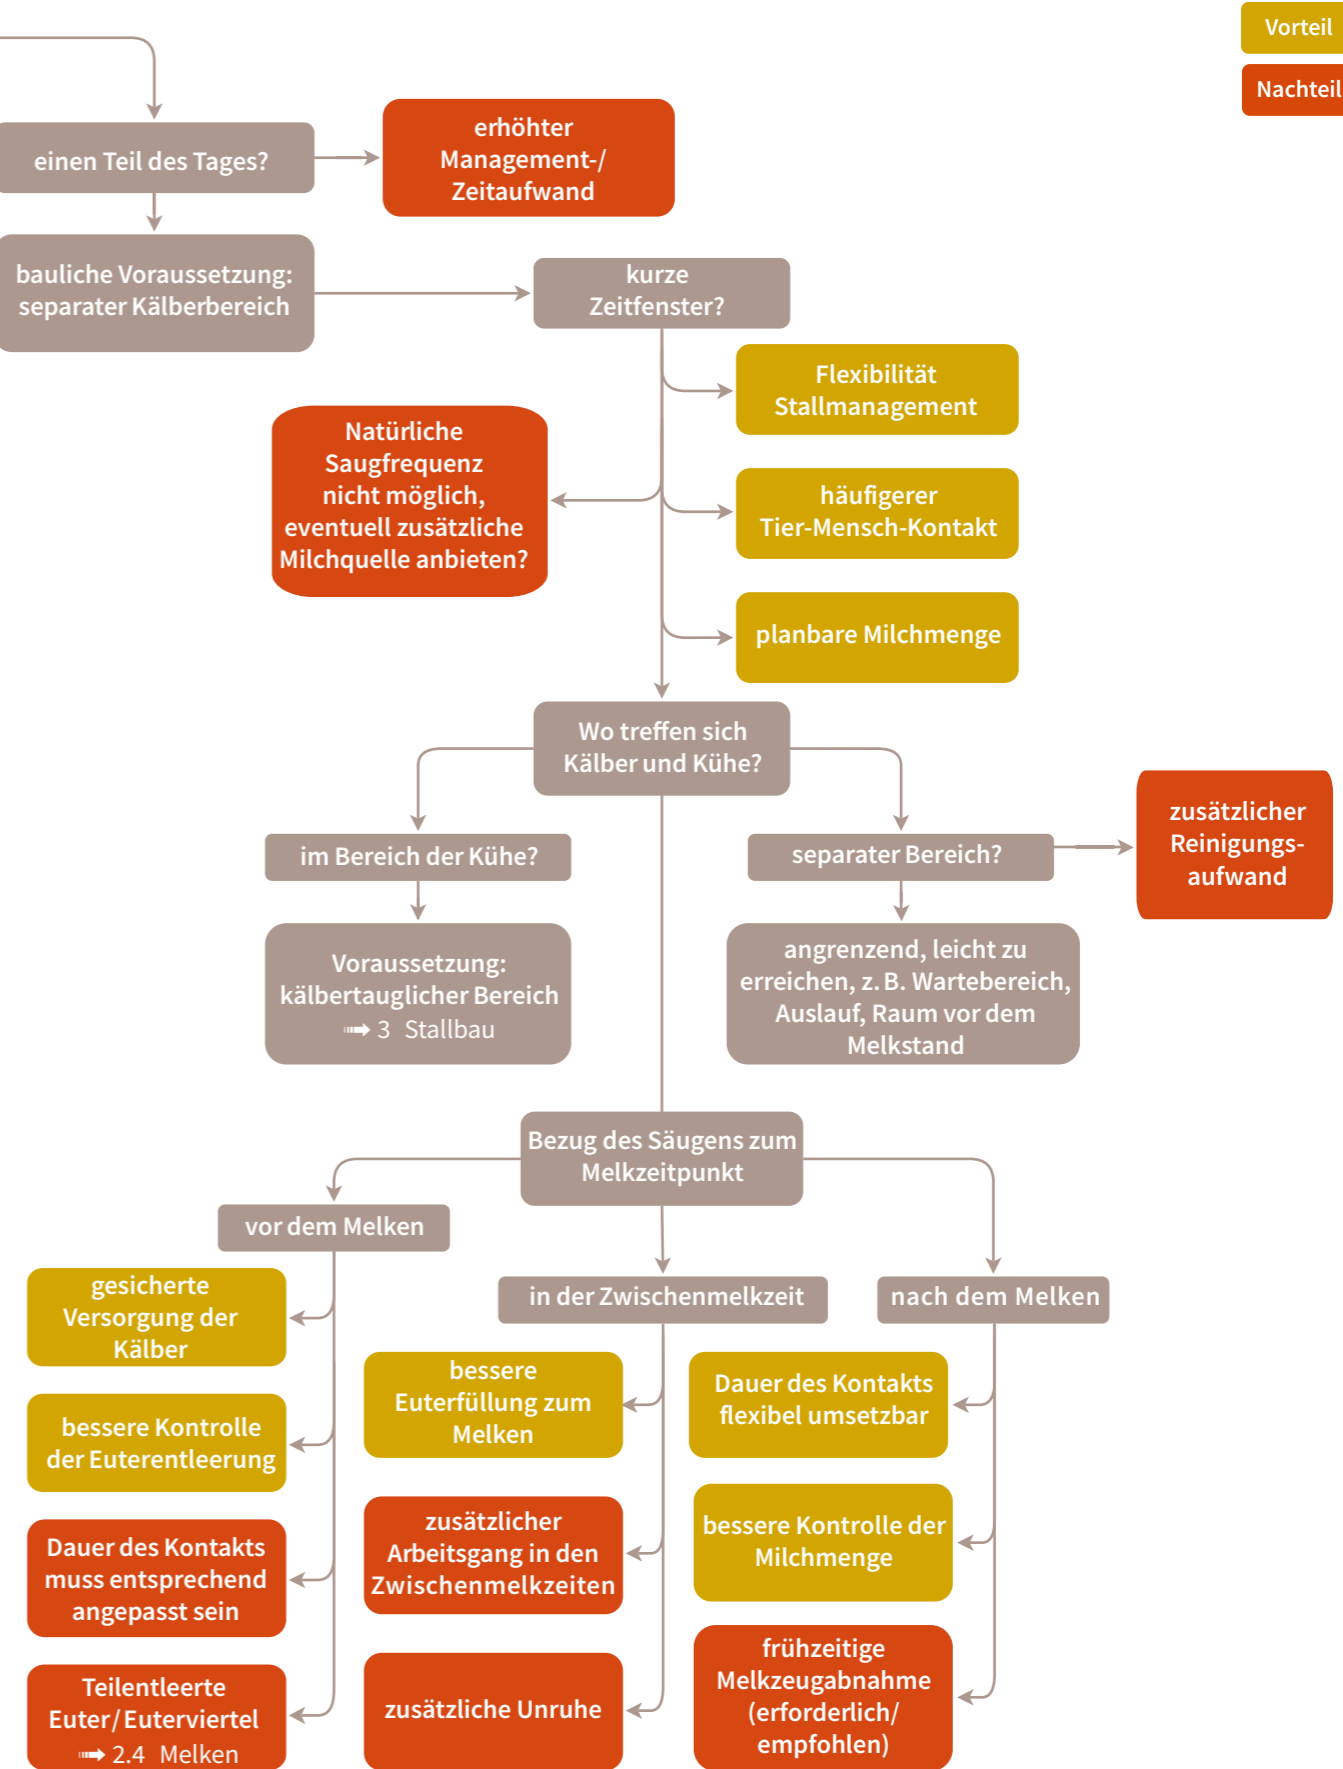 Vorteil
Nachteil
einen Teil des Tages?
erhöhter
Management-/
Zeitaufwand
bauliche Voraussetzung:
separater Kälberbereich
kurze
Zeitfenster?
Flexibilität
Stallmanagement
Natürliche
Saugfrequenz
nicht möglich,
eventuell zusätzliche
Milchquelle anbieten?
häufigerer
Tier-Mensch-Kontakt
planbare Milchmenge
Wo treffen sich
Kälber und Kühe?
im Bereich der Kühe?
separater Bereich?
zusätzlicher
Reinigungs-
aufwand
Voraussetzung:
kälbertauglicher Bereich
➟ 3 Stallbau
angrenzend, leicht zu
erreichen, z. B. Wartebereich,
Auslauf, Raum vor dem
Melkstand
Bezug des Säugens zum
Melkzeitpunkt
vor dem Melken
in der Zwischenmelkzeit
nach dem Melken
gesicherte
Versorgung der
Kälber
bessere Kontrolle
der Euterentleerung
Dauer des Kontakts
muss entsprechend
angepasst sein
Teilentleerte
Euter/Euterviertel
➟ 2.4 Melken
bessere
Euterfüllung zum
Melken
zusätzlicher
Arbeitsgang in den
Zwischenmelkzeiten
zusätzliche Unruhe
Dauer des Kontakts
flexibel umsetzbar
bessere Kontrolle der
Milchmenge
frühzeitige
Melkzeugabnahme
(erforderlich/
empfohlen)